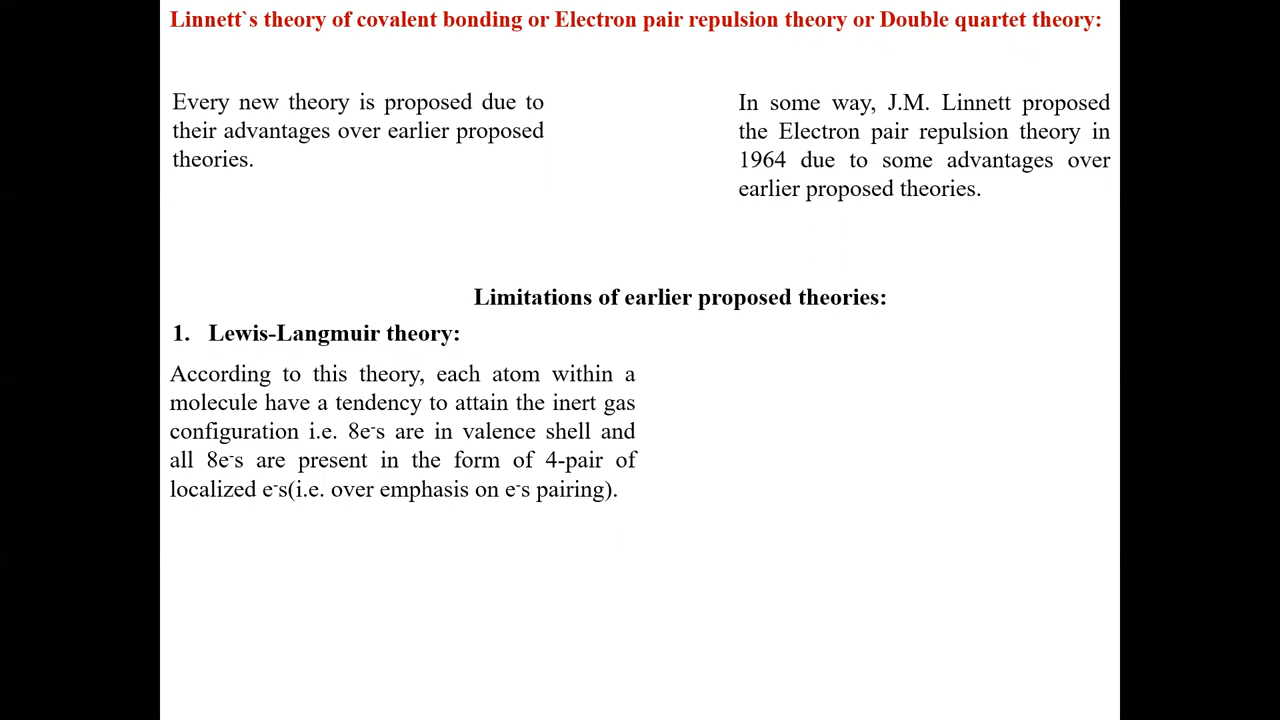 Linnett`s theory of covalent bonding or Electron pair repulsion theory or Double quartet theory:
Every new theory is proposed due to
their advantages over earlier proposed
theories.
In some way, J.M. Linnett proposed
the Electron pair repulsion theory in
1964 due to some advantages over
earlier proposed theories.
Limitations of earlier proposed theories:
1. Lewis-Langmuir theory:
According to this theory, each atom within a
molecule have a tendency to attain the inert gas
configuration i.e. 8e⁻s are in valence shell and
all 8e⁻s are present in the form of 4-pair of
localized e⁻s(i.e. over emphasis on e⁻s pairing).